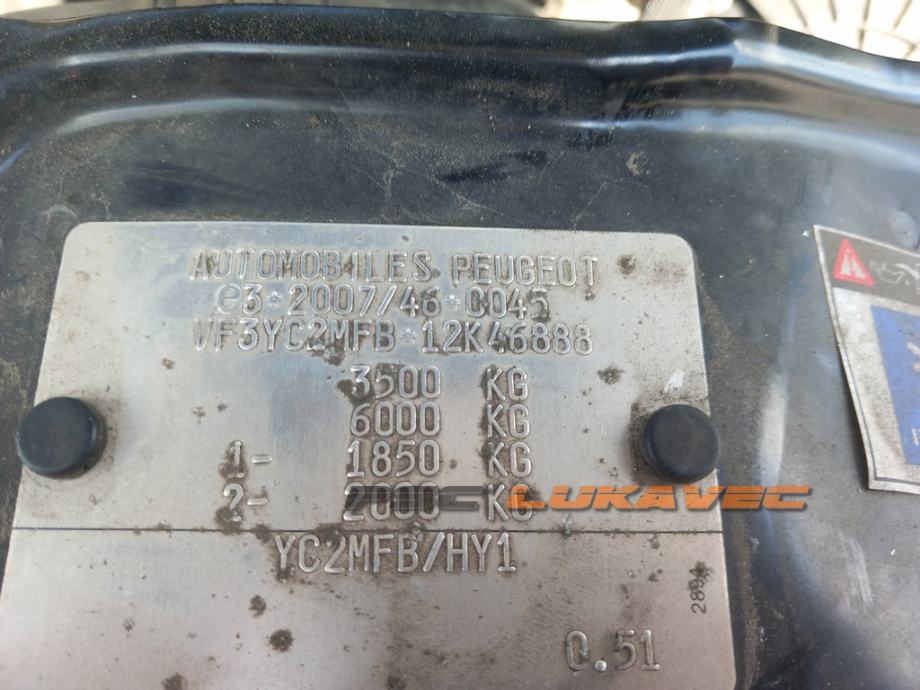 AUTOMOBILES PEUGEOT
e3*2007/46*0045
VF3YC2MFB*12K46888
3500 KG
6000 KG
1- 1850 KG
2- 2000 KG
LUKAVEC
YC2MFB/HY1
2894
0.51